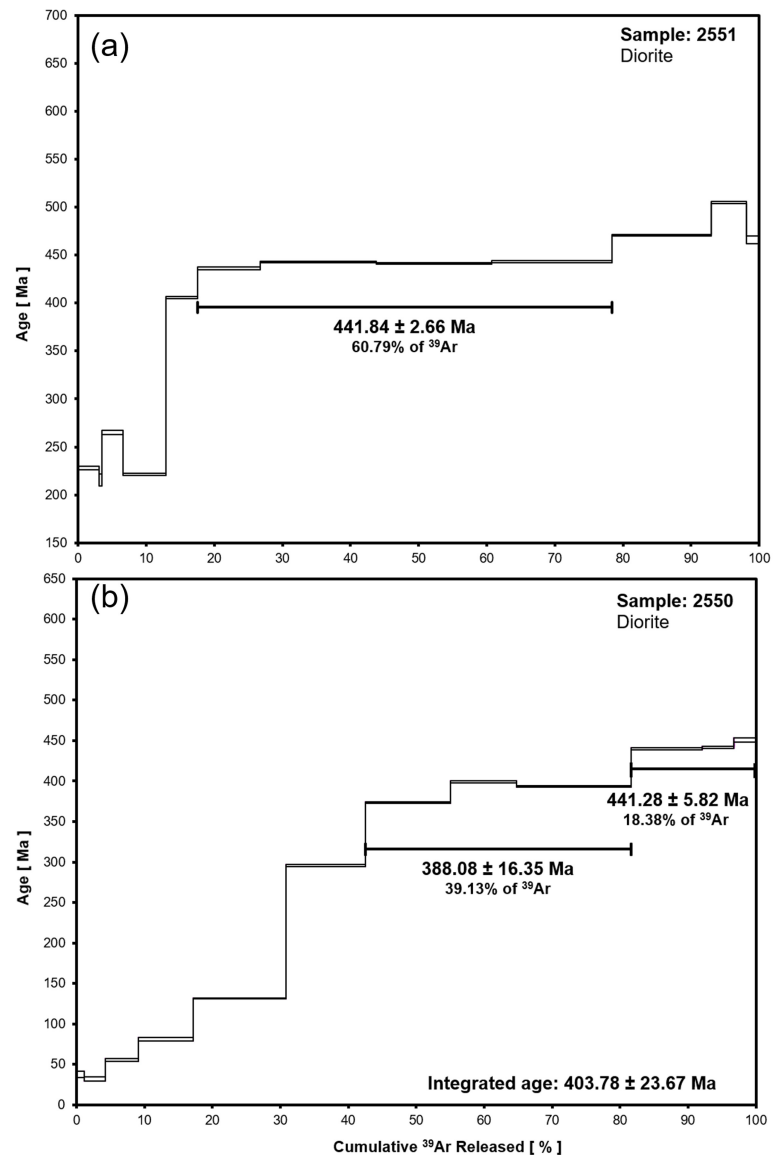 (a)
Sample: 2551
Diorite
700
650
600
550
500
450
400
350
300
250
200
150
Age [ Ma ]
441.84 ± 2.66 Ma
60.79% of ³⁹Ar
0 10 20 30 40 50 60 70 80 90 100
(b)
Sample: 2550
Diorite
650
600
550
500
450
400
350
300
250
200
150
100
50
0
Age [ Ma ]
441.28 ± 5.82 Ma
18.38% of ³⁹Ar
388.08 ± 16.35 Ma
39.13% of ³⁹Ar
Integrated age: 403.78 ± 23.67 Ma
0 10 20 30 40 50 60 70 80 90 100
Cumulative ³⁹Ar Released [ % ]